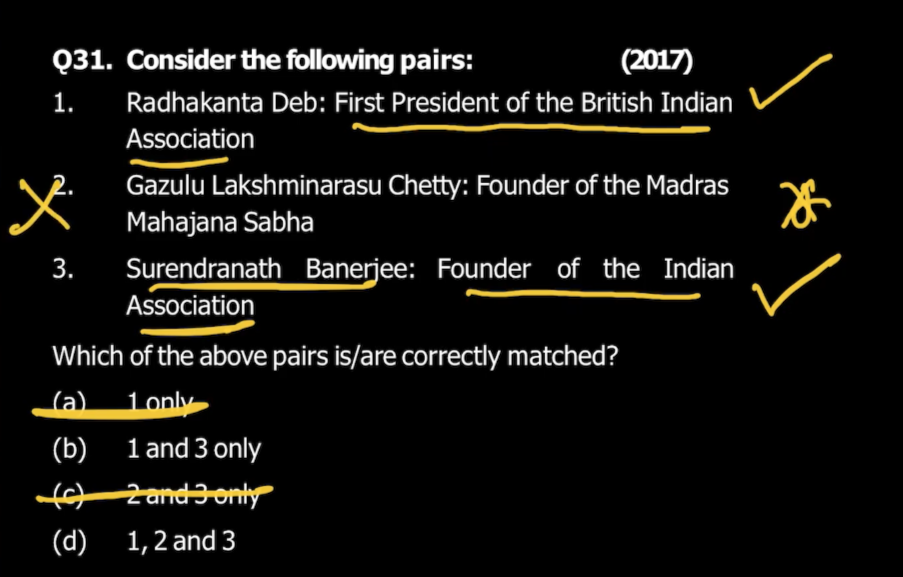 Q31. Consider the following pairs: (2017)
1. Radhakanta Deb: First President of the British Indian
Association
2. Gazulu Lakshminarasu Chetty: Founder of the Madras
Mahajana Sabha
3. Surendranath Banerjee: Founder of the Indian
Association
Which of the above pairs is/are correctly matched?
(a) 1 only
(b) 1 and 3 only
(c) 2 and 3 only
(d) 1, 2 and 3